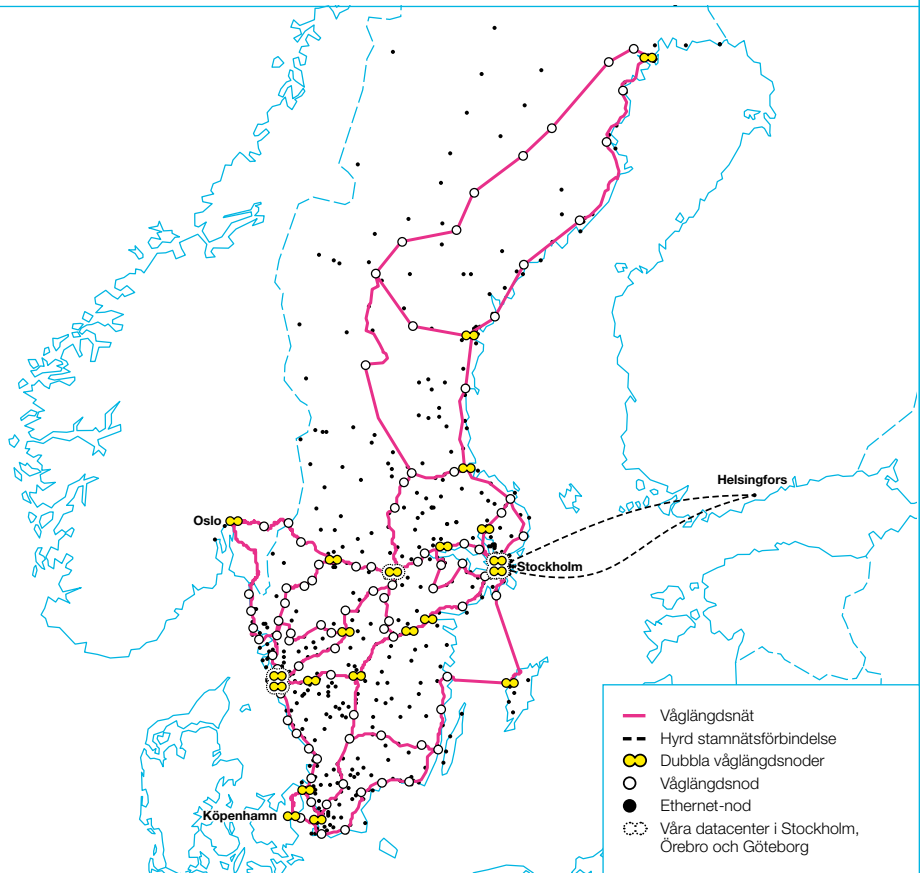 Helsingfors
Oslo
Stockholm
Köpenhamn
Våglängdsnät
Hyrd stamnätsförbindelse
Dubbla våglängdsnoder
Våglängdsnod
Ethernet-nod
Våra datacenter i Stockholm,
Örebro och Göteborg